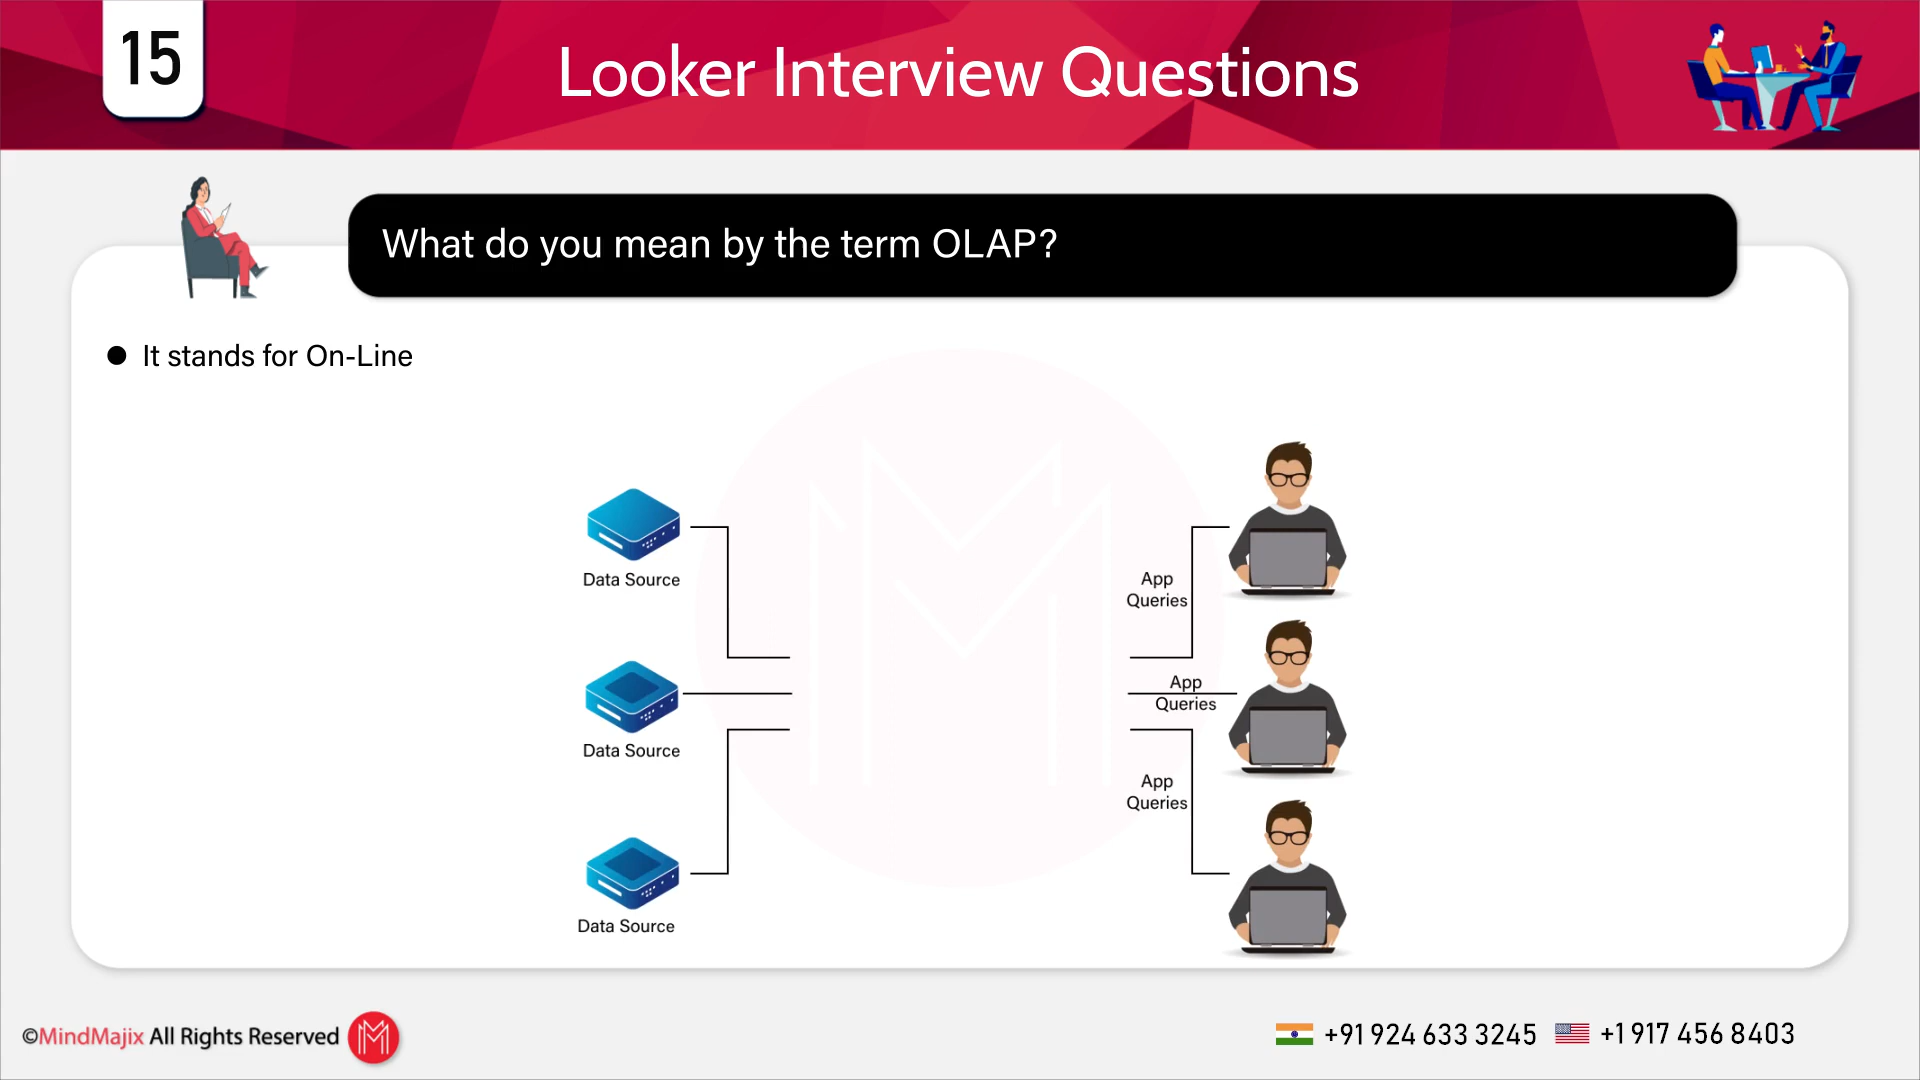 15
Looker Interview Questions
What do you mean by the term OLAP?
● It stands for On-Line
Data Source
App
Queries
Data Source
App
Queries
Data Source
App
Queries
©MindMajix All Rights Reserved
+91 924 633 3245
+1 917 456 8403